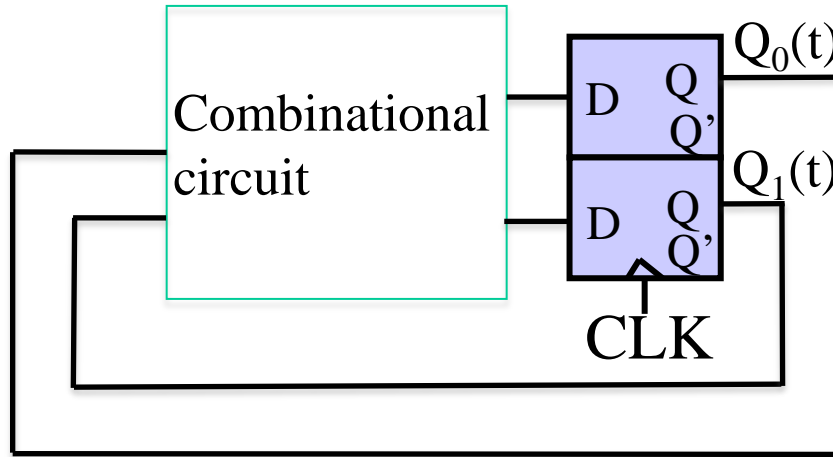 Combinational
circuit
D Q
Q’
D Q
Q’
CLK
Q₀(t)
Q₁(t)